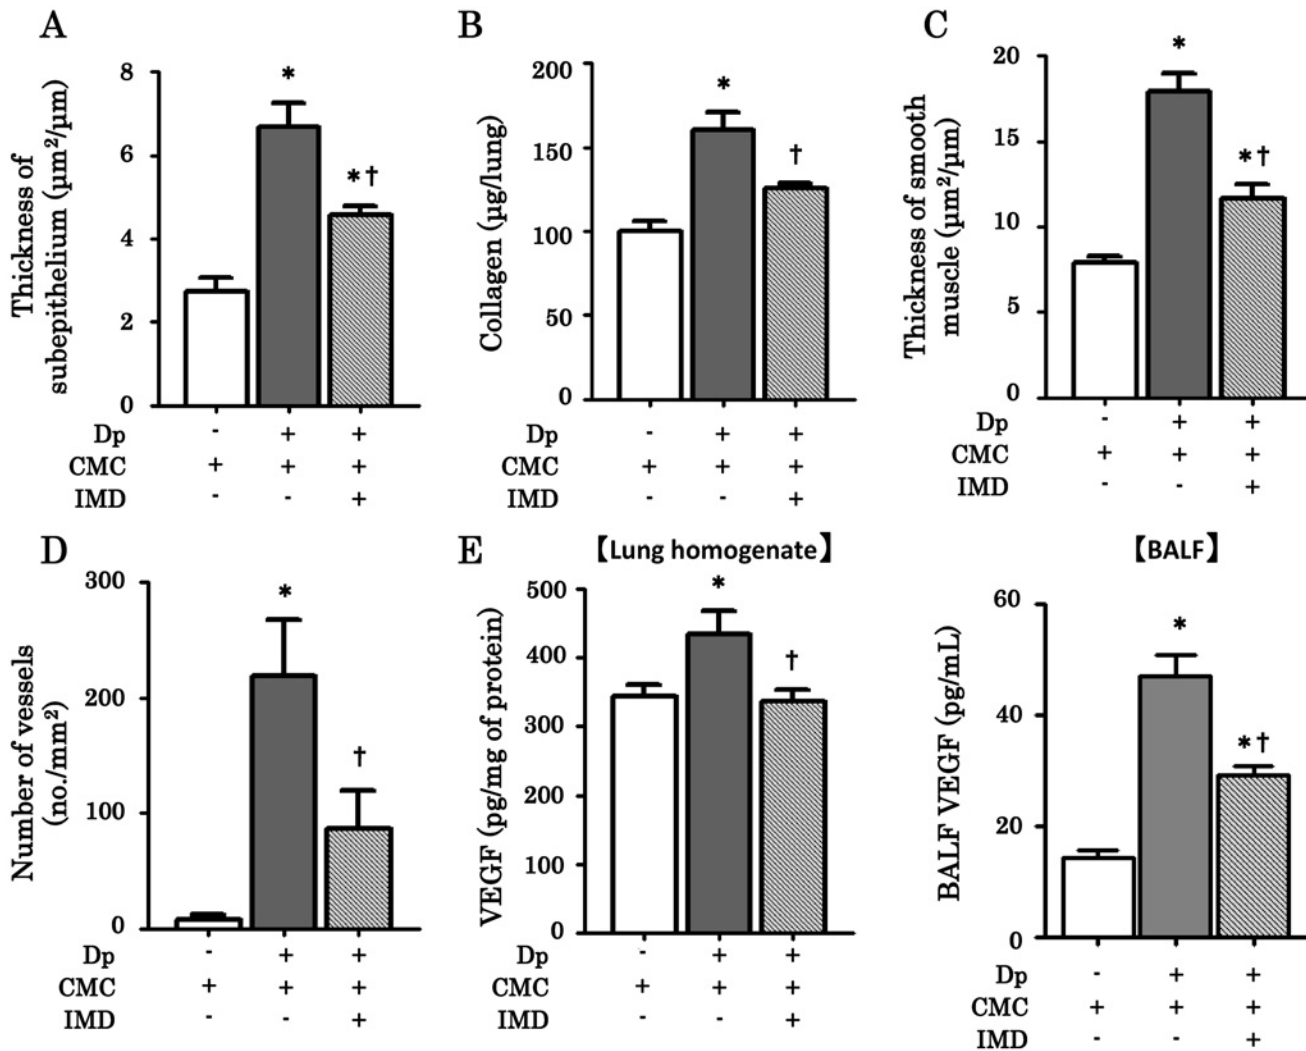 A
Thickness of
subepithelium (µm²/µm)
8
6
4
2
0
*
*†
Dp - + +
CMC + + +
IMD - - +
B
Collagen (µg/lung)
200
150
100
50
0
*
†
Dp - + +
CMC + + +
IMD - - +
C
Thickness of smooth
muscle (µm²/µm)
20
15
10
5
0
*
*†
Dp - + +
CMC + + +
IMD - - +
D
Number of vessels
(no./mm²)
300
200
100
0
*
†
Dp - + +
CMC + + +
IMD - - +
E
【Lung homogenate】
VEGF (pg/mg of protein)
500
400
300
200
100
0
*
†
Dp - + +
CMC + + +
IMD - - +
【BALF】
BALF VEGF (pg/mL)
60
40
20
0
*
*†
Dp - + +
CMC + + +
IMD - - +